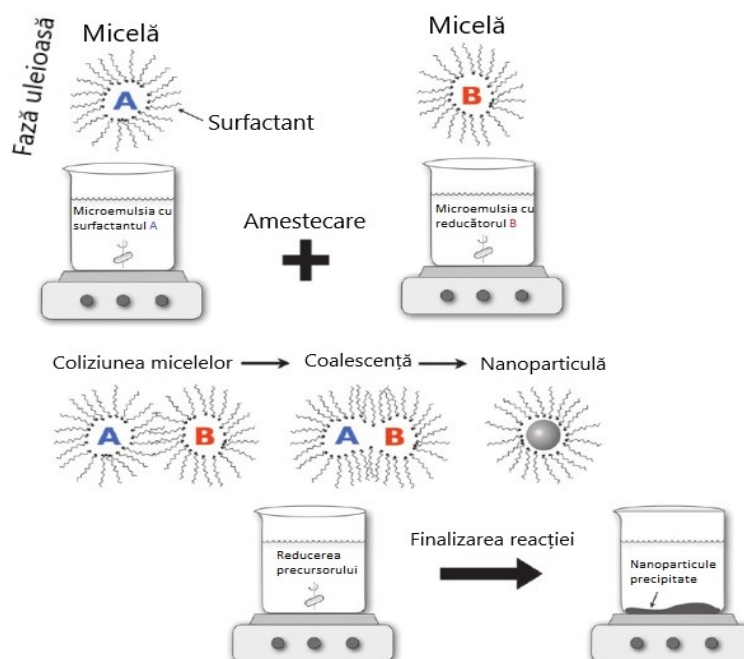 Fază uleioasă
Micelă
Micelă
A
B
Surfactant
Microemulsia cu
surfactantul A
Amestecare
Microemulsia cu
reducătorul B
Coliziunea micelelor
Coalescență
Nanoparticulă
A B
A B
Reducerea
precursorului
Finalizarea reacției
Nanoparticule
precipitate